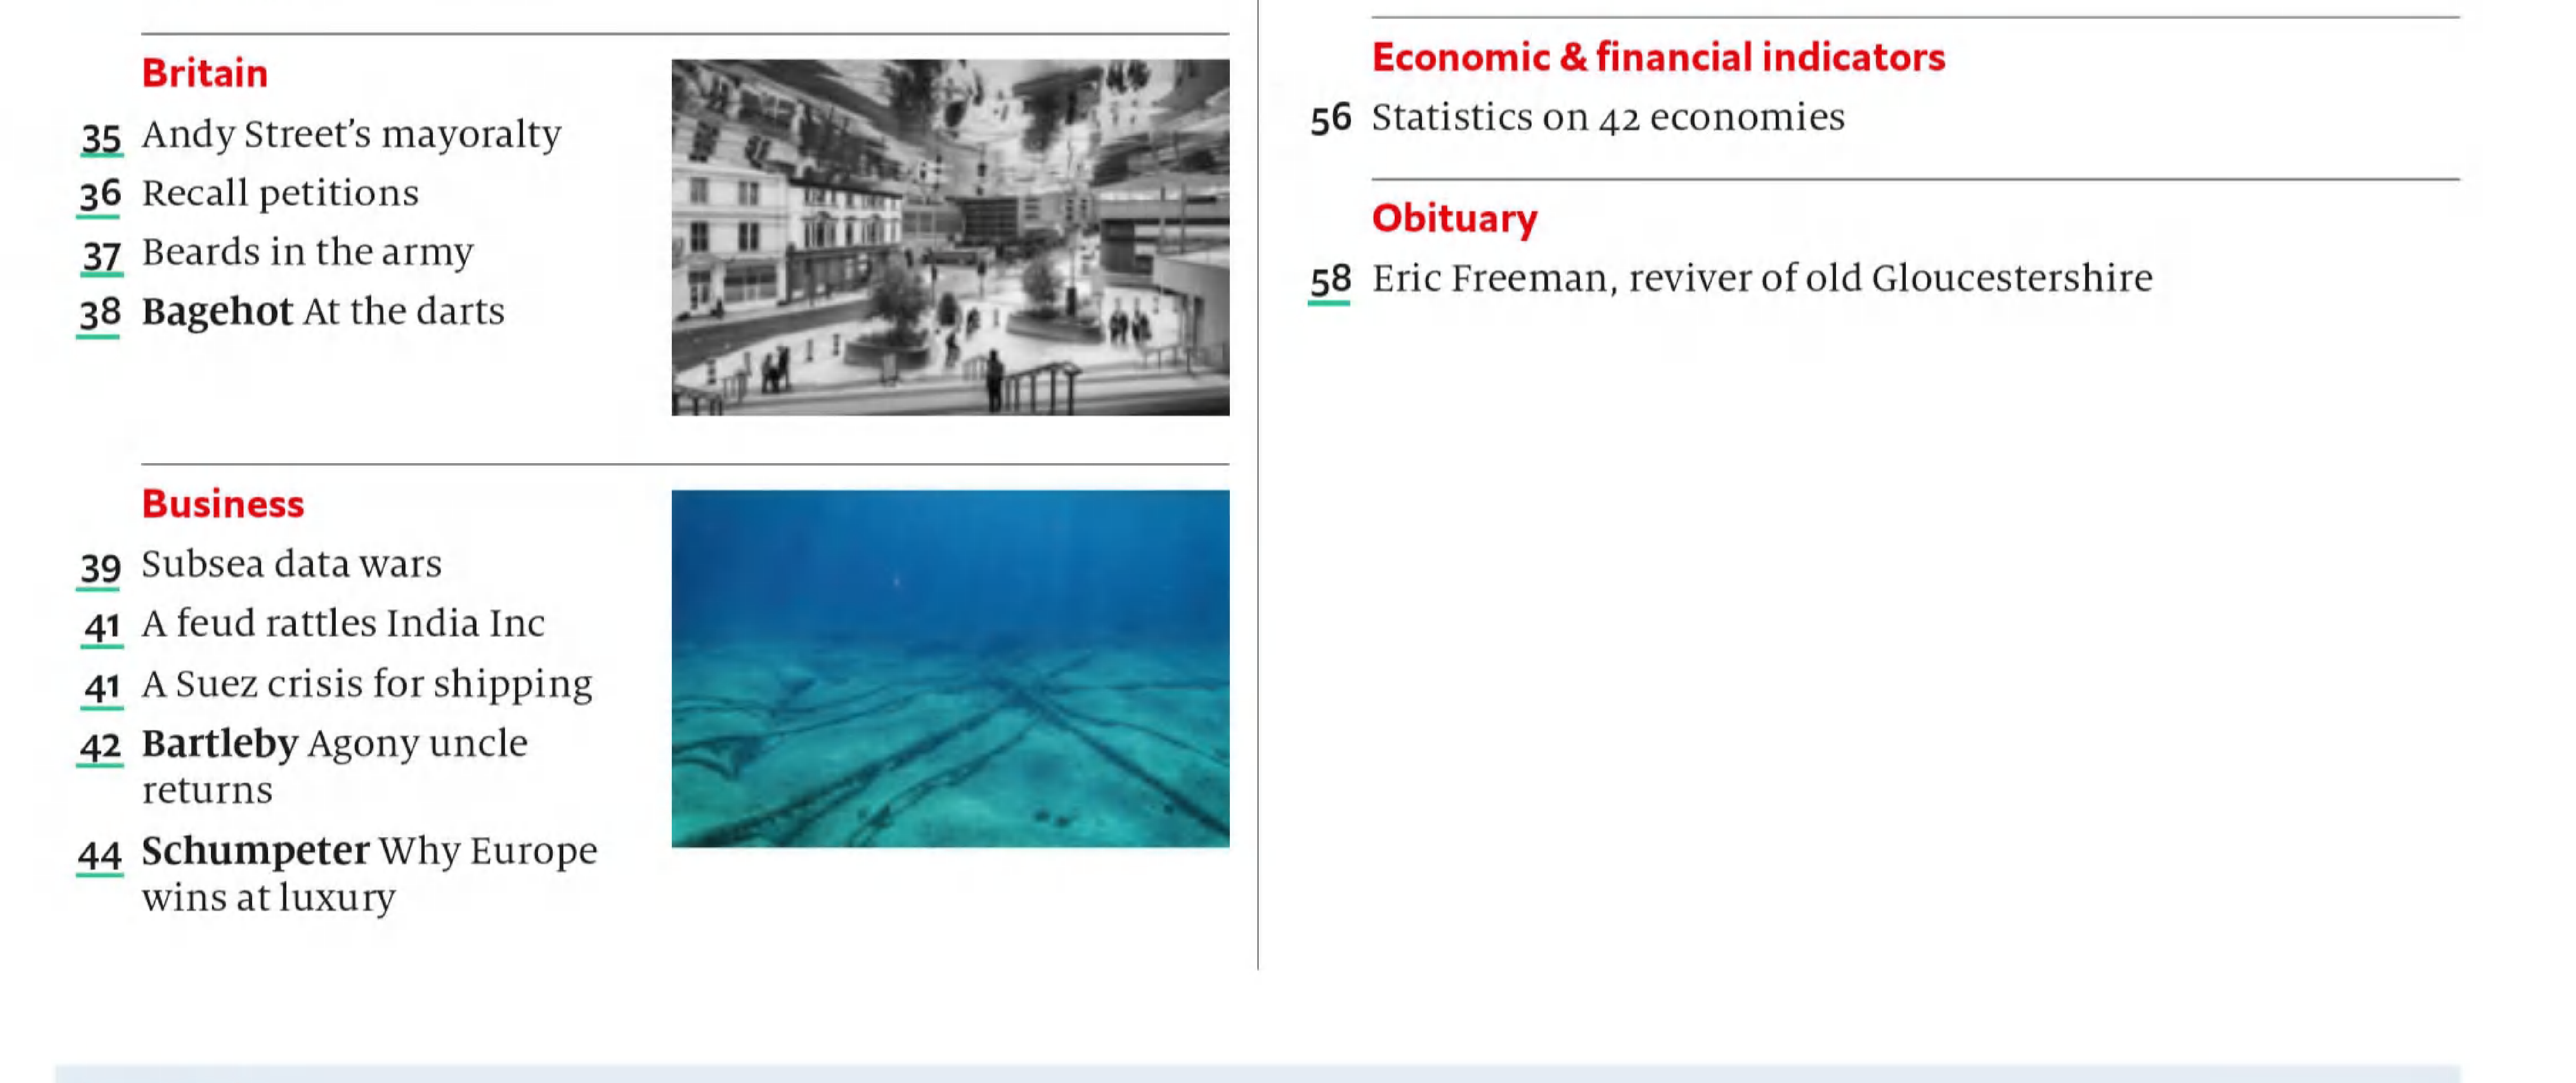 Britain
35 Andy Street’s mayoralty
36 Recall petitions
37 Beards in the army
38 Bagehot At the darts
Business
39 Subsea data wars
41 A feud rattles India Inc
41 A Suez crisis for shipping
42 Bartleby Agony uncle
returns
44 Schumpeter Why Europe
wins at luxury
Economic & financial indicators
56 Statistics on 42 economies
Obituary
58 Eric Freeman, reviver of old Gloucestershire